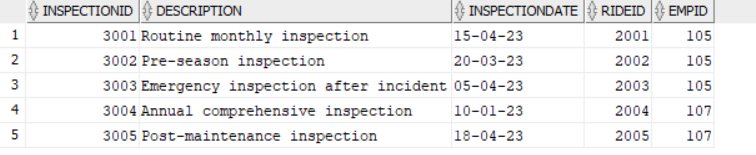 INSPECTIONID DESCRIPTION INSPECTIONDATE RIDEID EMPID
1 3001 Routine monthly inspection 15-04-23 2001 105
2 3002 Pre-season inspection 20-03-23 2002 105
3 3003 Emergency inspection after incident 05-04-23 2003 105
4 3004 Annual comprehensive inspection 10-01-23 2004 107
5 3005 Post-maintenance inspection 18-04-23 2005 107